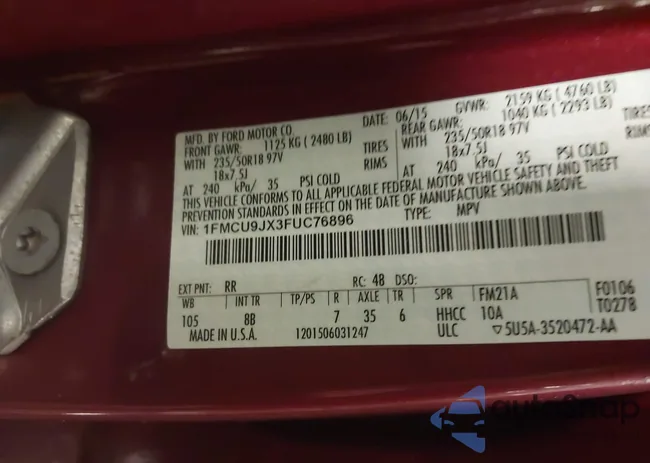 MFD. BY FORD MOTOR CO. DATE: 06/15 GVWR: 2159 KG ( 4760 LB)
FRONT GAWR: 1125 KG ( 2480 LB) REAR GAWR: 1040 KG ( 2293 LB)
WITH 235/50R18 97V TIRES WITH 235/50R18 97V TIRES
18x7.5J RIMS 18x7.5J RIMS
AT 240 kPa/ 35 PSI COLD AT 240 kPa/ 35 PSI COLD
THIS VEHICLE CONFORMS TO ALL APPLICABLE FEDERAL MOTOR VEHICLE SAFETY AND THEFT
PREVENTION STANDARDS IN EFFECT ON THE DATE OF MANUFACTURE SHOWN ABOVE.
VIN: 1FMCU9JX3FUC76896 TYPE: MPV
EXT PNT: RR RC: 48 DSO: F0106
WB INT TR TP/PS R AXLE TR SPR FM21A T0278
105 8B 7 35 6 HHCC 10A
MADE IN U.S.A. 1201506031247 ULC ▽5U5A-3520472-AA
autosnap